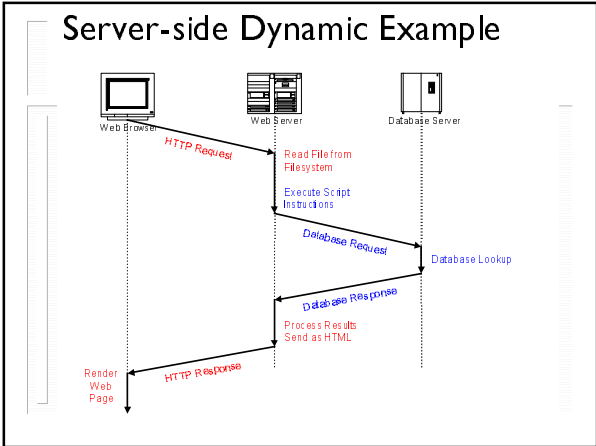 Server-side Dynamic Example
Web Browser
Web Server
Database Server
HTTP Request
Read File from
Filesystem
Execute Script
Instructions
Database Request
Database Lookup
Database Response
Process Results
Send as HTML
HTTP Response
Render
Web
Page